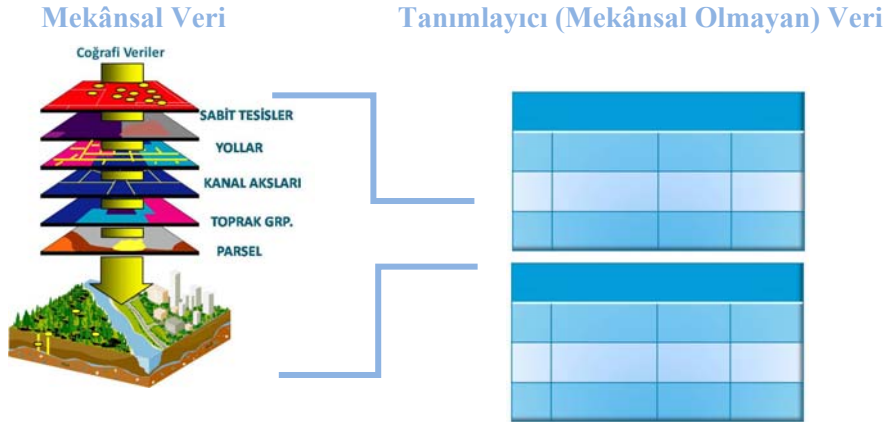 Mekânsal Veri
Tanımlayıcı (Mekânsal Olmayan) Veri
Coğrafi Veriler
SABİT TESİSLER
YOLLAR
KANAL AKSLARI
TOPRAK GRP.
PARSEL